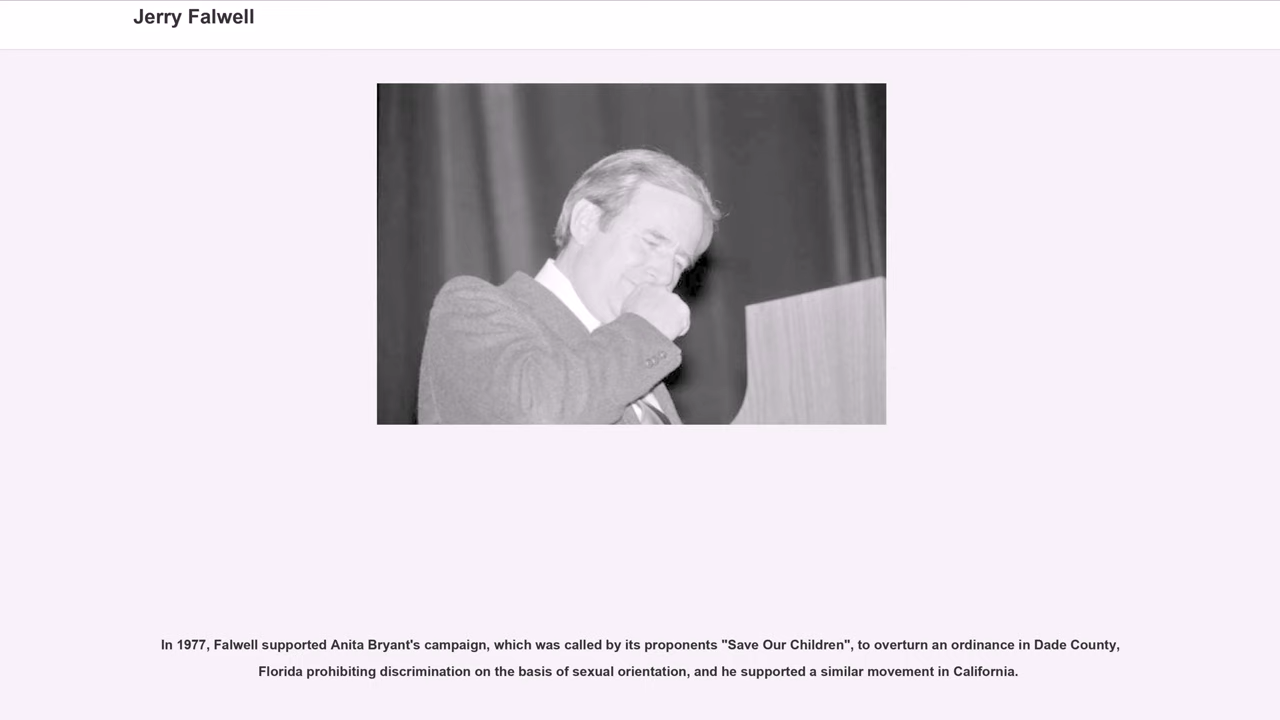 Jerry Falwell
In 1977, Falwell supported Anita Bryant's campaign, which was called by its proponents "Save Our Children", to overturn an ordinance in Dade County,
Florida prohibiting discrimination on the basis of sexual orientation, and he supported a similar movement in California.